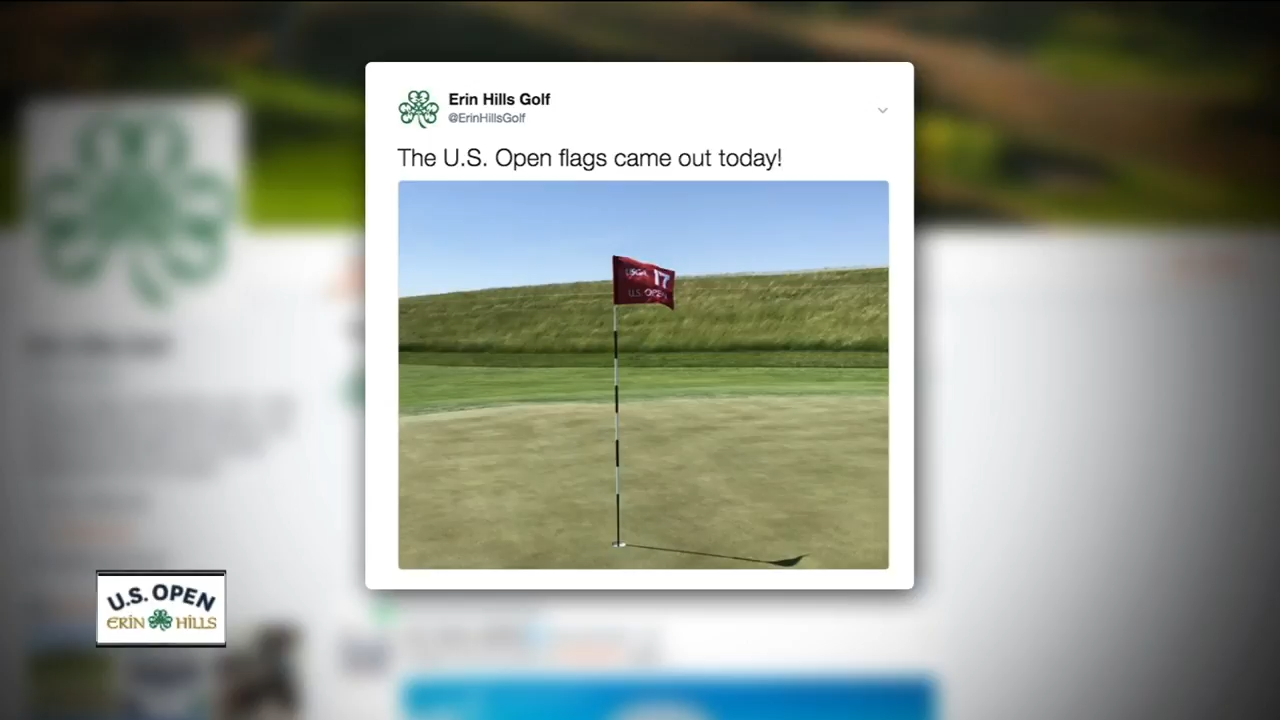 Erin Hills Golf
@ErinHillsGolf
The U.S. Open flags came out today!
USGA 17
U.S. OPEN
U.S. OPEN
ERIN HILLS